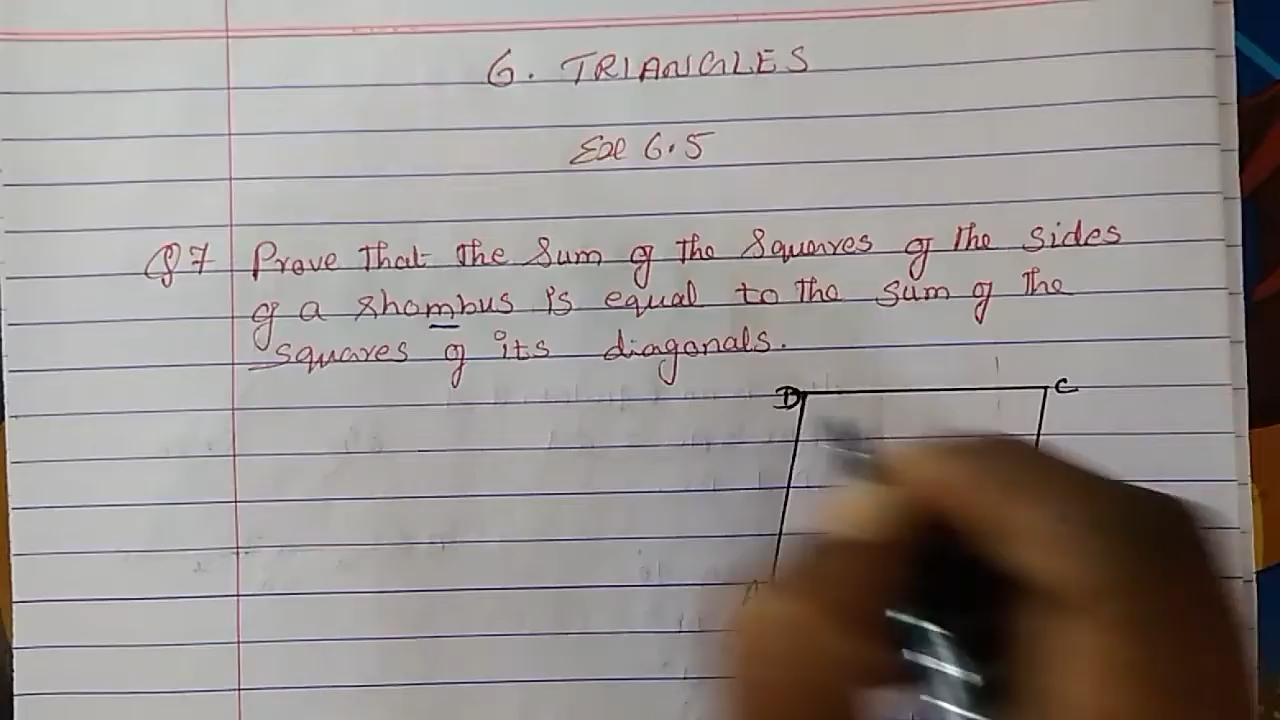 6. TRIANGLES
Exe 6.5
Q7 Prove that the Sum of the Squares of the sides
of a rhombus is equal to the sum of the
squares of its diagonals.
D C
A